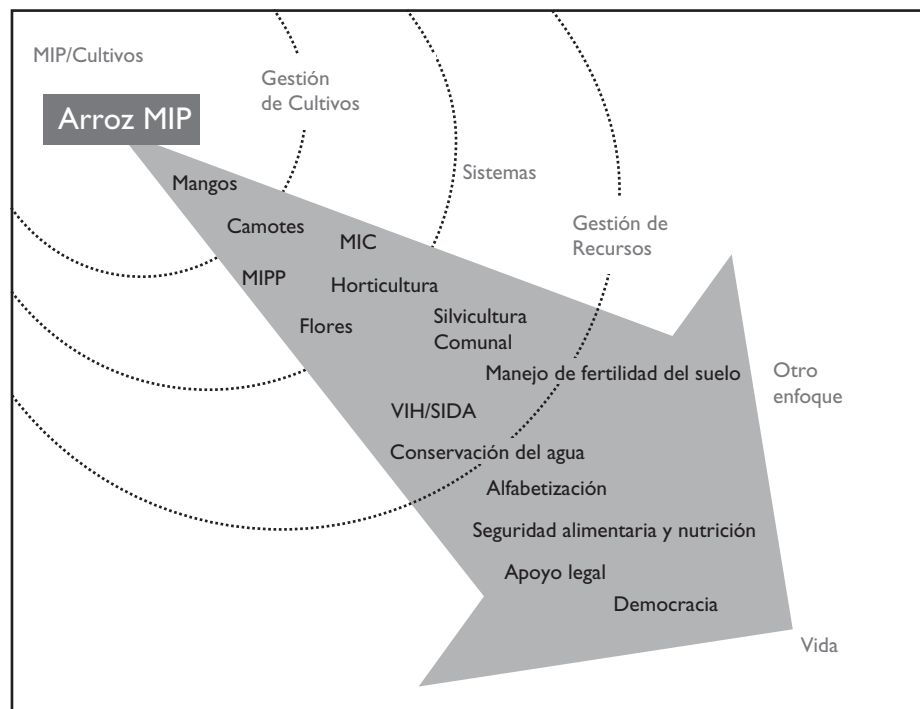 MIP/Cultivos
Gestión
de Cultivos
Arroz MIP
Mangos
Sistemas
Camotes
MIC
Gestión de
Recursos
MIPP
Horticultura
Flores
Silvicultura
Comunal
Manejo de fertilidad del suelo
Otro
enfoque
VIH/SIDA
Conservación del agua
Alfabetización
Seguridad alimentaria y nutrición
Apoyo legal
Democracia
Vida